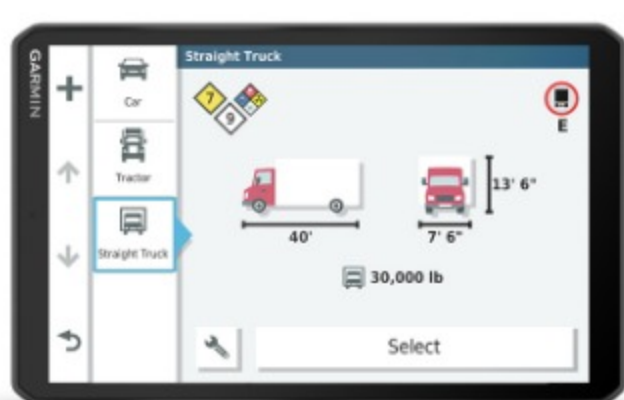 GARMIN
Straight Truck
Car
Tractor
Straight Truck
7
9
E
13' 6"
40'
7' 6"
30,000 lb
Select